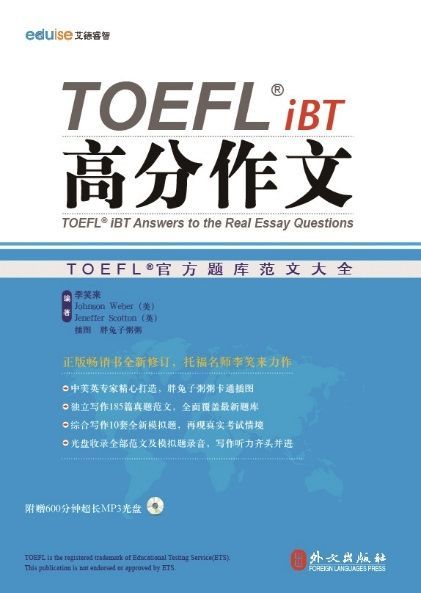 eduise 艾德睿智
TOEFL® iBT
高分作文
TOEFL® iBT Answers to the Real Essay Questions
TOEFL®官方题库范文大全
编著 李笑来
Johnson Weber（美）
Jeneffer Scotton（英）
插图 胖兔子粥粥
正版畅销书全新修订，托福名师李笑来力作
中美英专家精心打造，胖兔子粥粥卡通插图
独立写作185篇真题范文，全面覆盖最新题库
综合写作10套全新模拟题，再现真实考试情境
光盘收录全部范文及模拟题录音，写作听力齐头并进
附赠600分钟超长MP3光盘
TOEFL is the registered trademark of Educational Testing Service(ETS).
This publication is not endorsed or approved by ETS.
外文出版社
FOREIGN LANGUAGES PRESS